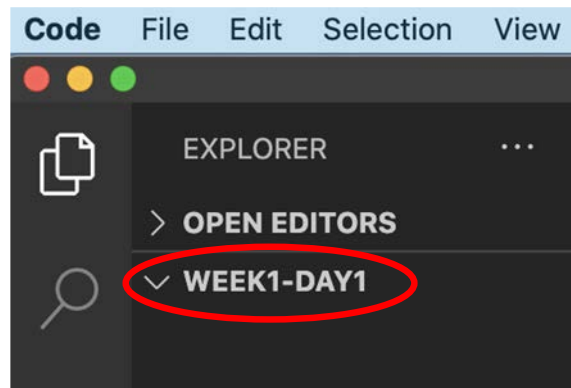 Code File Edit Selection View
EXPLORER ...
OPEN EDITORS
WEEK1-DAY1